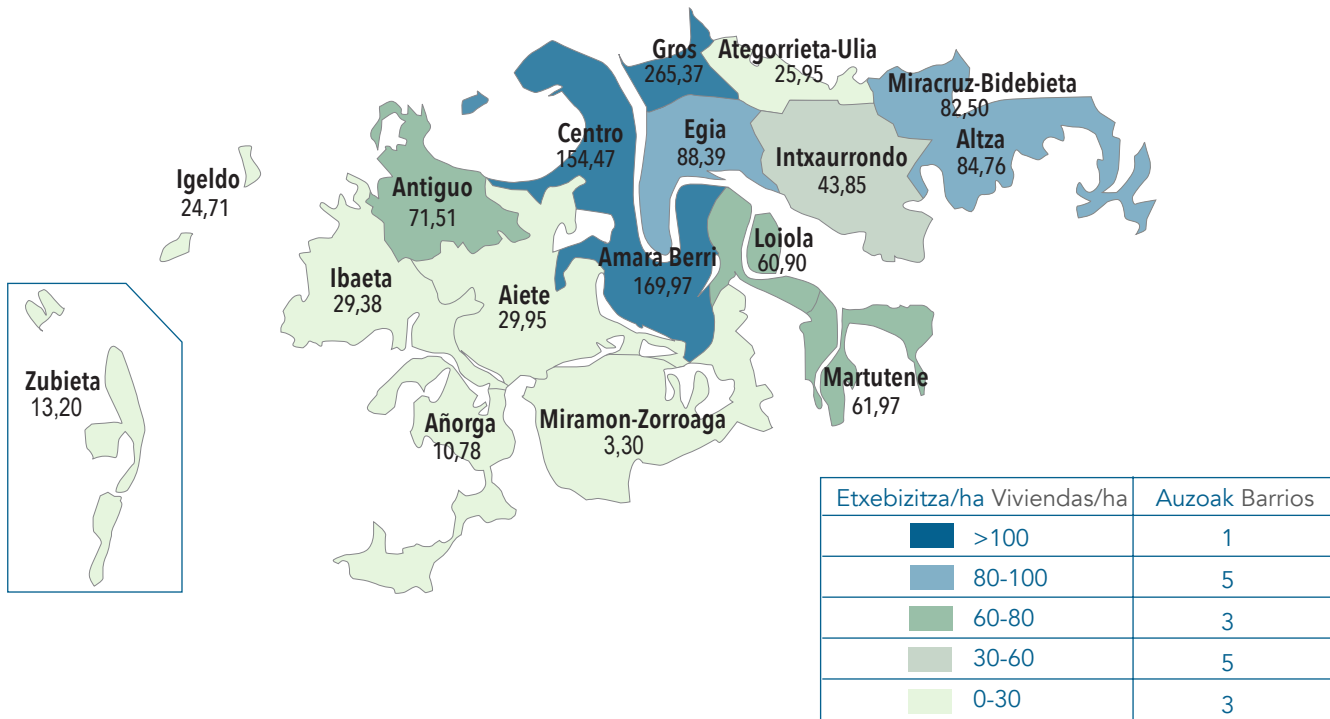 Gros
265,37
Ategorrieta-Ulia
25,95
Miracruz-Bidebieta
82,50
Centro
154,47
Egia
88,39
Intxaurrondo
43,85
Altza
84,76
Igeldo
24,71
Antiguo
71,51
Loiola
60,90
Amara Berri
169,97
Ibaeta
29,38
Aiete
29,95
Zubieta
13,20
Martutene
61,97
Añorga
10,78
Miramon-Zorroaga
3,30
Etxebizitza/ha Viviendas/ha Auzoak Barrios
>100 1
80-100 5
60-80 3
30-60 5
0-30 3